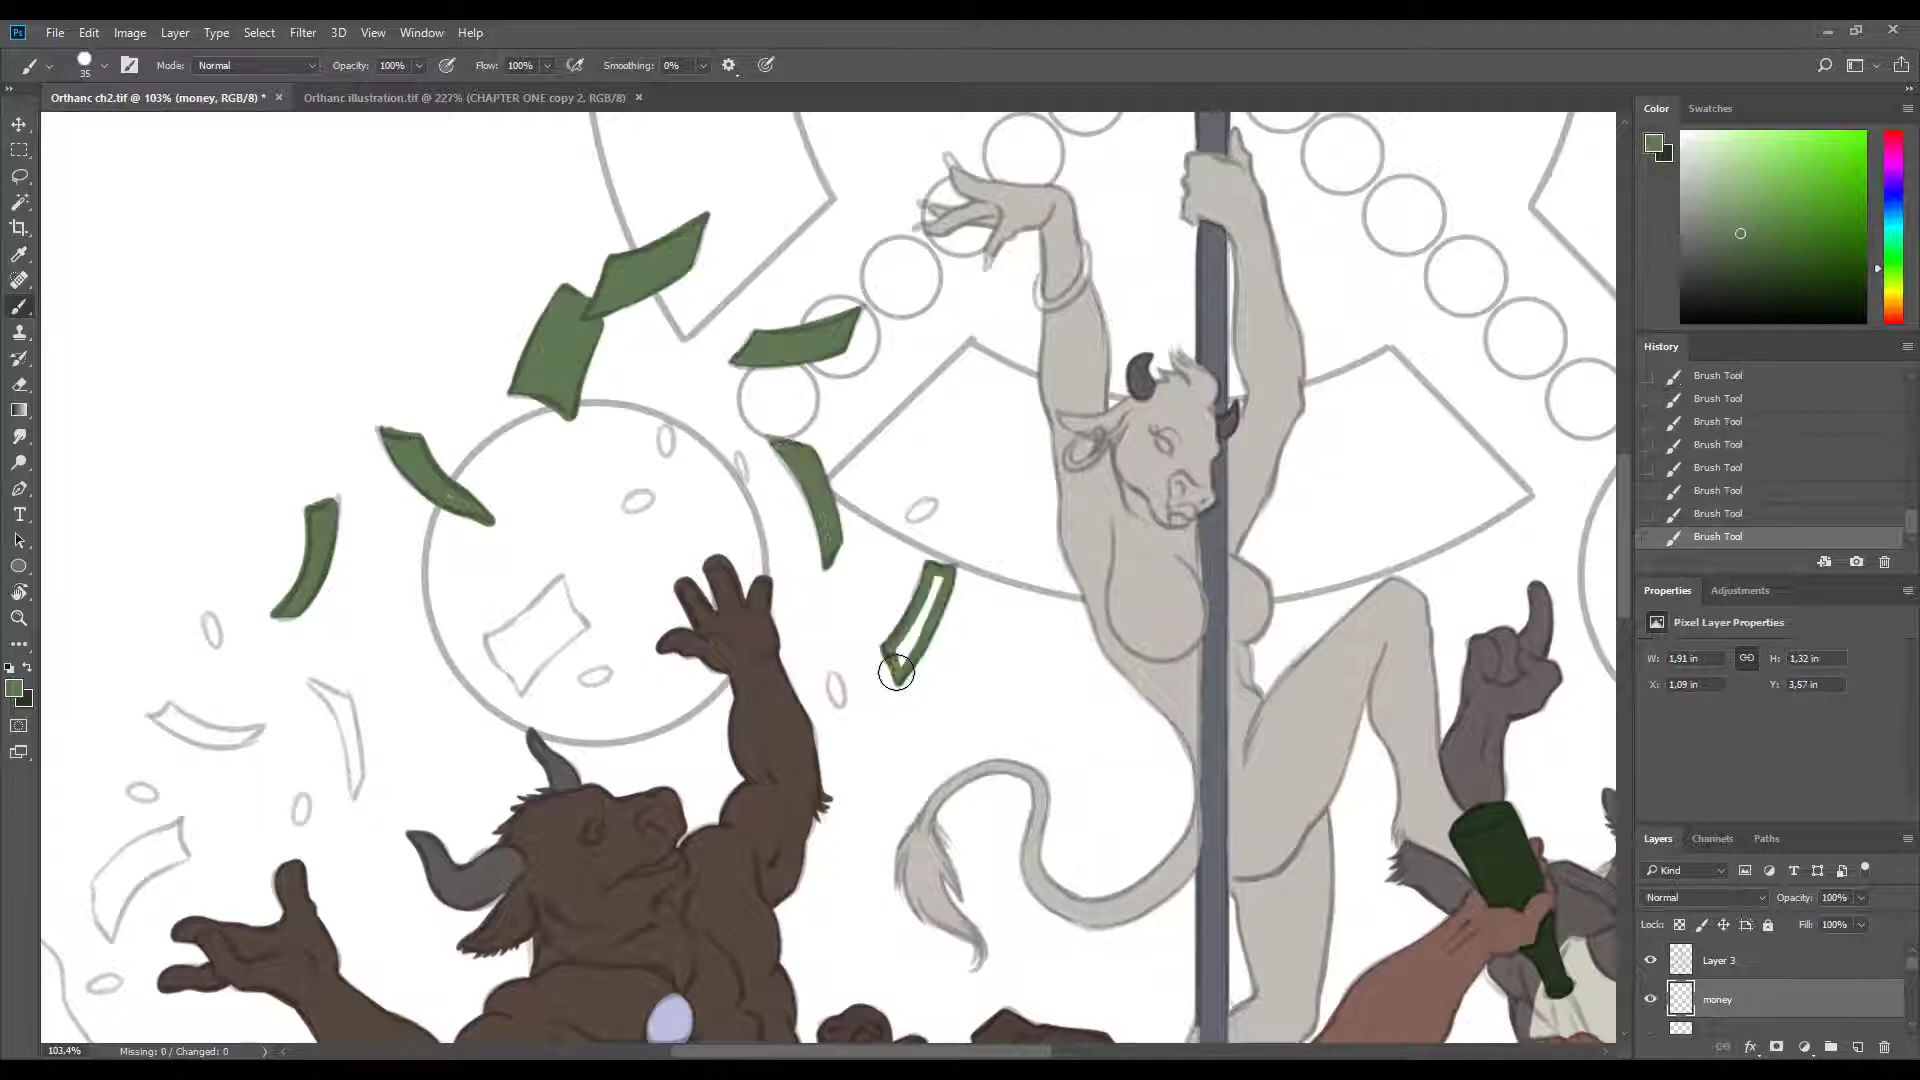 Ps File Edit Image Layer Type Select Filter 3D View Window Help
35 Mode: Normal Opacity: 100% Flow: 100% Smoothing: 0%
Orthanc ch2.tif @ 103% (money, RGB/8) * × Orthanc illustration.tif @ 227% (CHAPTER ONE copy 2, RGB/8) ×
Color Swatches
History
Brush Tool
Brush Tool
Brush Tool
Brush Tool
Brush Tool
Brush Tool
Brush Tool
Brush Tool
Properties Adjustments
Pixel Layer Properties
W: 1,91 in H: 1,32 in
X: 1,09 in Y: 3,57 in
Layers Channels Paths
Kind
Normal Opacity: 100%
Lock: Fill: 100%
Layer 3
money
103,4% Missing: 0 / Changed: 0